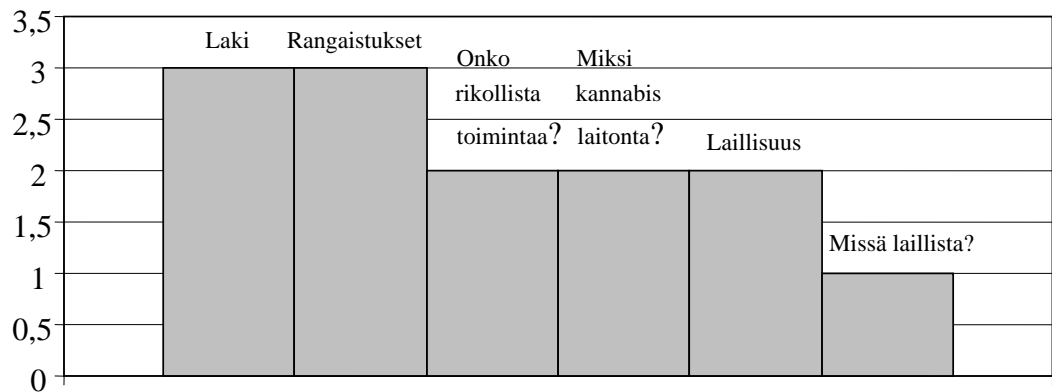 3,5
Laki Rangaistukset
Onko Miksi
3
rikollista kannabis
2,5
toimintaa? laitonta? Laillisuus
2
1,5
Missä laillista?
1
0,5
0